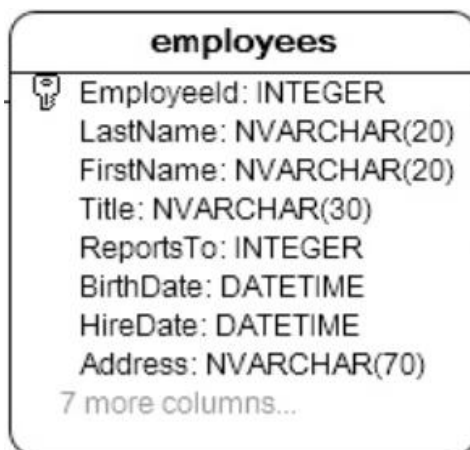 employees
EmployeeId: INTEGER
LastName: NVARCHAR(20)
FirstName: NVARCHAR(20)
Title: NVARCHAR(30)
ReportsTo: INTEGER
BirthDate: DATETIME
HireDate: DATETIME
Address: NVARCHAR(70)
7 more columns...